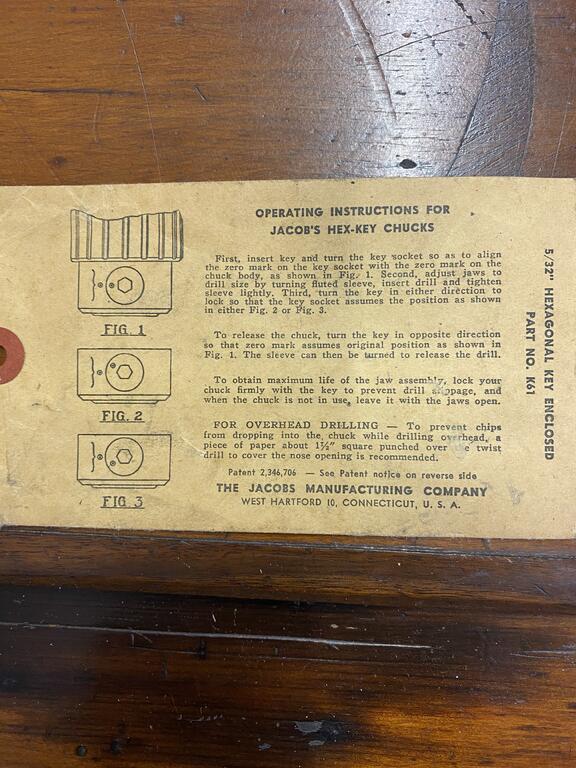 OPERATING INSTRUCTIONS FOR
JACOB'S HEX-KEY CHUCKS
First, insert key and turn the key socket so as to align
the zero mark on the key socket with the zero mark on the
chuck body, as shown in Fig. 1. Second, adjust jaws to
drill size by turning fluted sleeve, insert drill and tighten
sleeve lightly. Third, turn the key in either direction to
lock so that the key socket assumes the position as shown
in either Fig. 2 or Fig. 3.
To release the chuck, turn the key in opposite direction
so that zero mark assumes original position as shown in
Fig. 1. The sleeve can then be turned to release the drill.
To obtain maximum life of the jaw assembly, lock your
chuck firmly with the key to prevent drill slippage, and
when the chuck is not in use, leave it with the jaws open.
FOR OVERHEAD DRILLING — To prevent chips
from dropping into the chuck while drilling overhead, a
piece of paper about 1½" square punched over the twist
drill to cover the nose opening is recommended.
Patent 2,346,706 — See Patent notice on reverse side
THE JACOBS MANUFACTURING COMPANY
WEST HARTFORD 10, CONNECTICUT, U. S. A.
FIG. 1
FIG. 2
FIG 3
5/32" HEXAGONAL KEY ENCLOSED
PART NO. K61